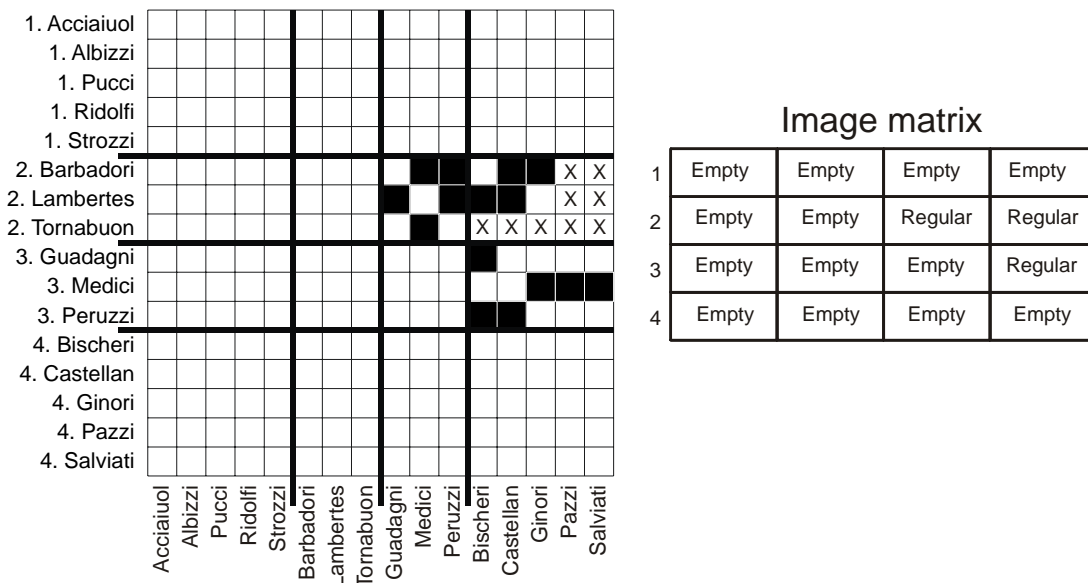 1. Acciaiuol
1. Albizzi
1. Pucci
1. Ridolfi
1. Strozzi
2. Barbadori X X
2. Lambertes X X
2. Tornabuon X X X X X
3. Guadagni
3. Medici
3. Peruzzi
4. Bischeri
4. Castellan
4. Ginori
4. Pazzi
4. Salviati
Acciaiuol
Albizzi
Pucci
Ridolfi
Strozzi
Barbadori
Lambertes
Tornabuon
Guadagni
Medici
Peruzzi
Bischeri
Castellan
Ginori
Pazzi
Salviati
Image matrix
1 Empty Empty Empty Empty
2 Empty Empty Regular Regular
3 Empty Empty Empty Regular
4 Empty Empty Empty Empty